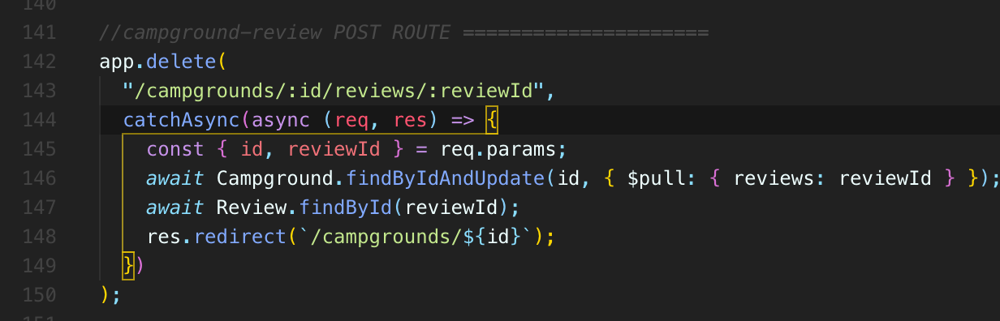 140
141 //campground-review POST ROUTE =====================
142 app.delete(
143 "/campgrounds/:id/reviews/:reviewId",
144 catchAsync(async (req, res) => {
145 const { id, reviewId } = req.params;
146 await Campground.findByIdAndUpdate(id, { $pull: { reviews: reviewId } });
147 await Review.findById(reviewId);
148 res.redirect(`/campgrounds/${id}`);
149 })
150 );
151